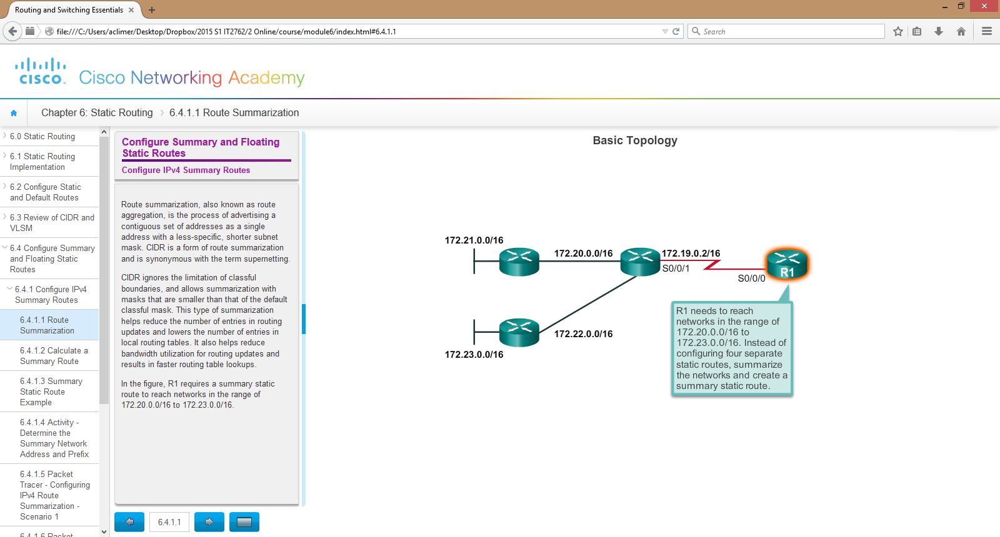 Routing and Switching Essentials
file:///C:/Users/aclimer/Desktop/Dropbox/2015 S1 IT2762/2 Online/course/module6/index.html#6.4.1.1
Search
CISCO
Cisco Networking Academy
Chapter 6: Static Routing
6.4.1.1 Route Summarization
6.0 Static Routing
6.1 Static Routing
Implementation
6.2 Configure Static
and Default Routes
6.3 Review of CIDR and
VLSM
6.4 Configure Summary
and Floating Static
Routes
6.4.1 Configure IPv4
Summary Routes
6.4.1.1 Route
Summarization
6.4.1.2 Calculate a
Summary Route
6.4.1.3 Summary
Static Route
Example
6.4.1.4 Activity -
Determine the
Summary Network
Address and Prefix
6.4.1.5 Packet
Tracer - Configuring
IPv4 Route
Summarization -
Scenario 1
6.4.1.6 Packet
Configure Summary and Floating
Static Routes
Configure IPv4 Summary Routes
Route summarization, also known as route
aggregation, is the process of advertising a
contiguous set of addresses as a single
address with a less-specific, shorter subnet
mask. CIDR is a form of route summarization
and is synonymous with the term supernetting.
CIDR ignores the limitation of classful
boundaries, and allows summarization with
masks that are smaller than that of the default
classful mask. This type of summarization
helps reduce the number of entries in routing
updates and lowers the number of entries in
local routing tables. It also helps reduce
bandwidth utilization for routing updates and
results in faster routing table lookups.
In the figure, R1 requires a summary static
route to reach networks in the range of
172.20.0.0/16 to 172.23.0.0/16.
6.4.1.1
Basic Topology
172.21.0.0/16
172.20.0.0/16
172.19.0.2/16
S0/0/1
S0/0/0
R1
172.22.0.0/16
172.23.0.0/16
R1 needs to reach
networks in the range of
172.20.0.0/16 to
172.23.0.0/16. Instead of
configuring four separate
static routes, summarize
the networks and create a
summary static route.